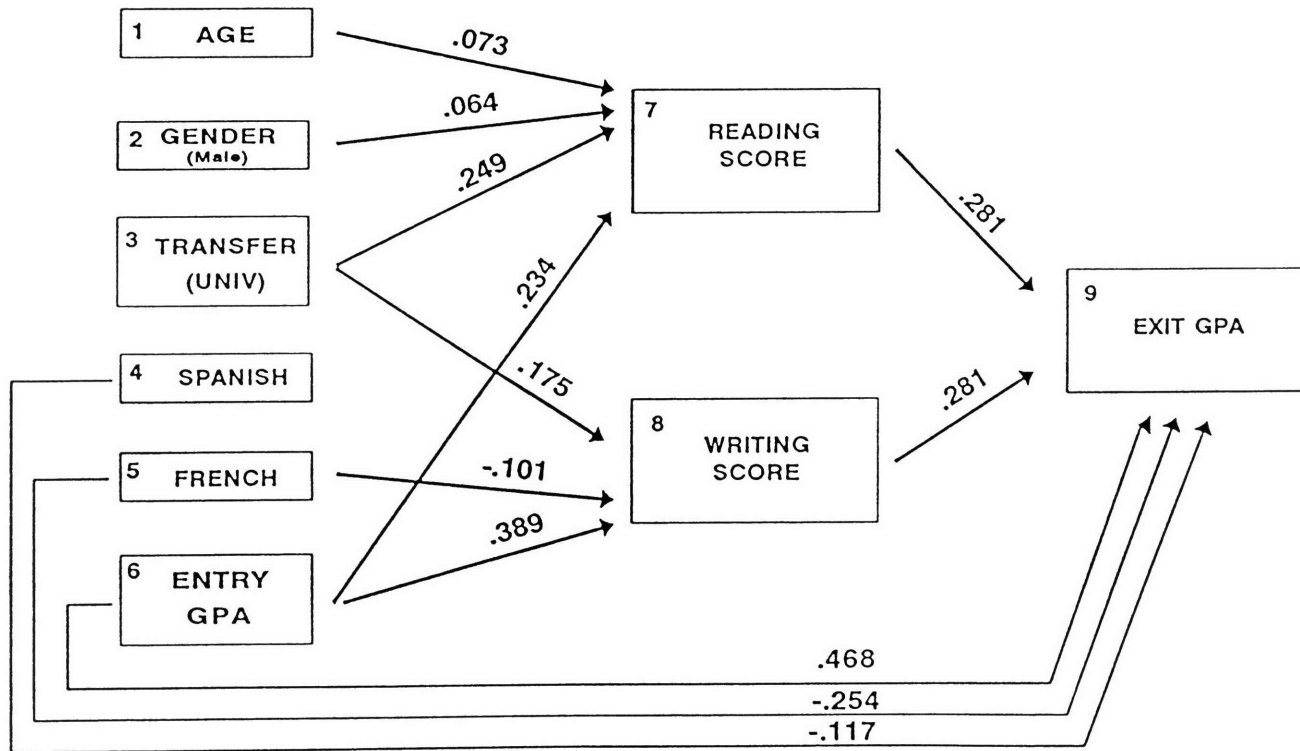 1 AGE
.073
2 GENDER
(Male)
.064
3 TRANSFER
(UNIV)
.249
.175
4 SPANISH
5 FRENCH
-.101
6 ENTRY
GPA
.234
.389
7 READING
SCORE
.281
8 WRITING
SCORE
.281
9
EXIT GPA
.468
-.254
-.117